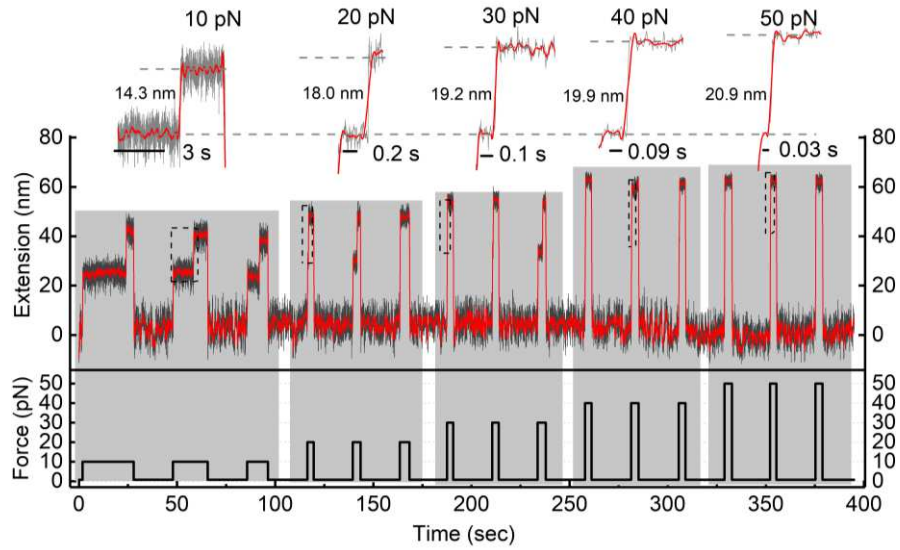 10 pN 20 pN 30 pN 40 pN 50 pN
14.3 nm 18.0 nm 19.2 nm 19.9 nm 20.9 nm
3 s 0.2 s 0.1 s 0.09 s 0.03 s
Extension (nm)
80 80
60 60
40 40
20 20
0 0
Force (pN)
50 50
40 40
30 30
20 20
10 10
0 0
0 50 100 150 200 250 300 350 400
Time (sec)